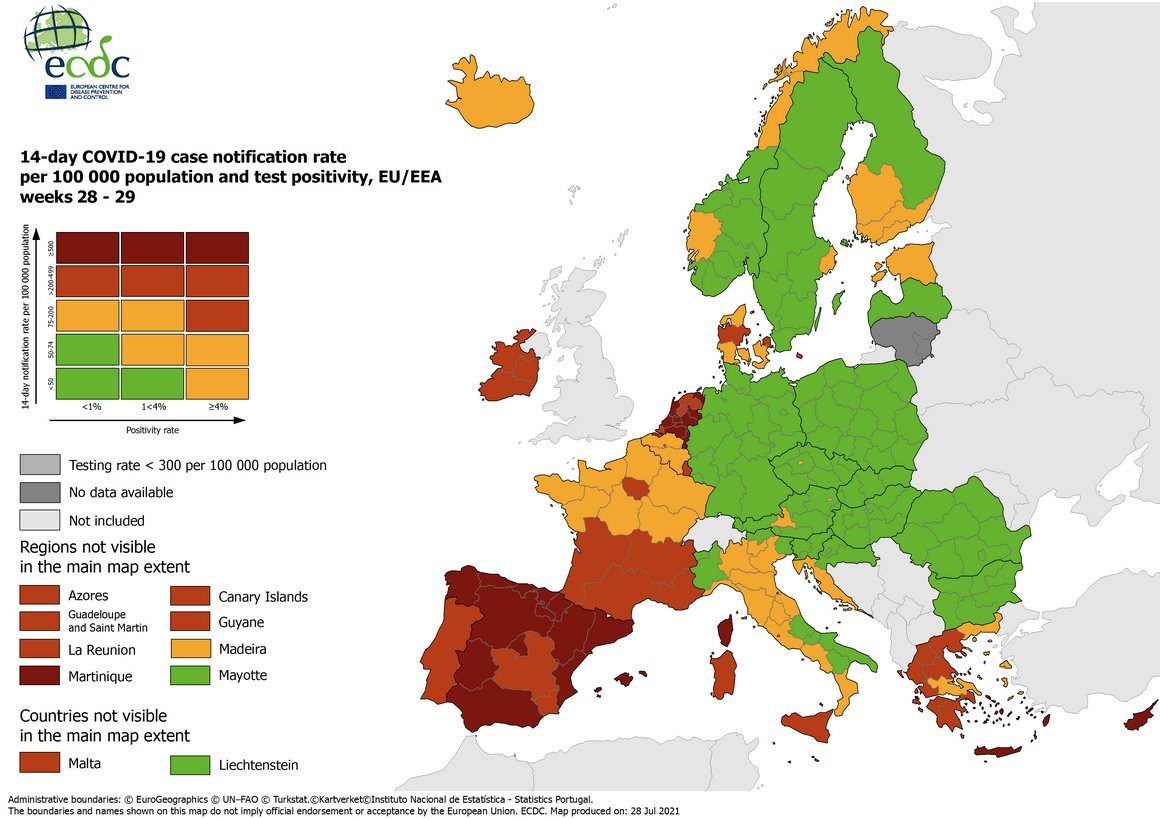 ecdc
EUROPEAN CENTRE FOR
DISEASE PREVENTION
AND CONTROL
14-day COVID-19 case notification rate
per 100 000 population and test positivity, EU/EEA
weeks 28 - 29
14-day notification rate per 100 000 population
≥500
>200-499
75-200
50-74
<50
<1%
1<4%
≥4%
Positivity rate
Testing rate < 300 per 100 000 population
No data available
Not included
Regions not visible
in the main map extent
Azores
Canary Islands
Guadeloupe
and Saint Martin
Guyane
La Reunion
Madeira
Martinique
Mayotte
Countries not visible
in the main map extent
Malta
Liechtenstein
Administrative boundaries: © EuroGeographics © UN–FAO © Turkstat.©Kartverket©Instituto Nacional de Estatística - Statistics Portugal.
The boundaries and names shown on this map do not imply official endorsement or acceptance by the European Union. ECDC. Map produced on: 28 Jul 2021